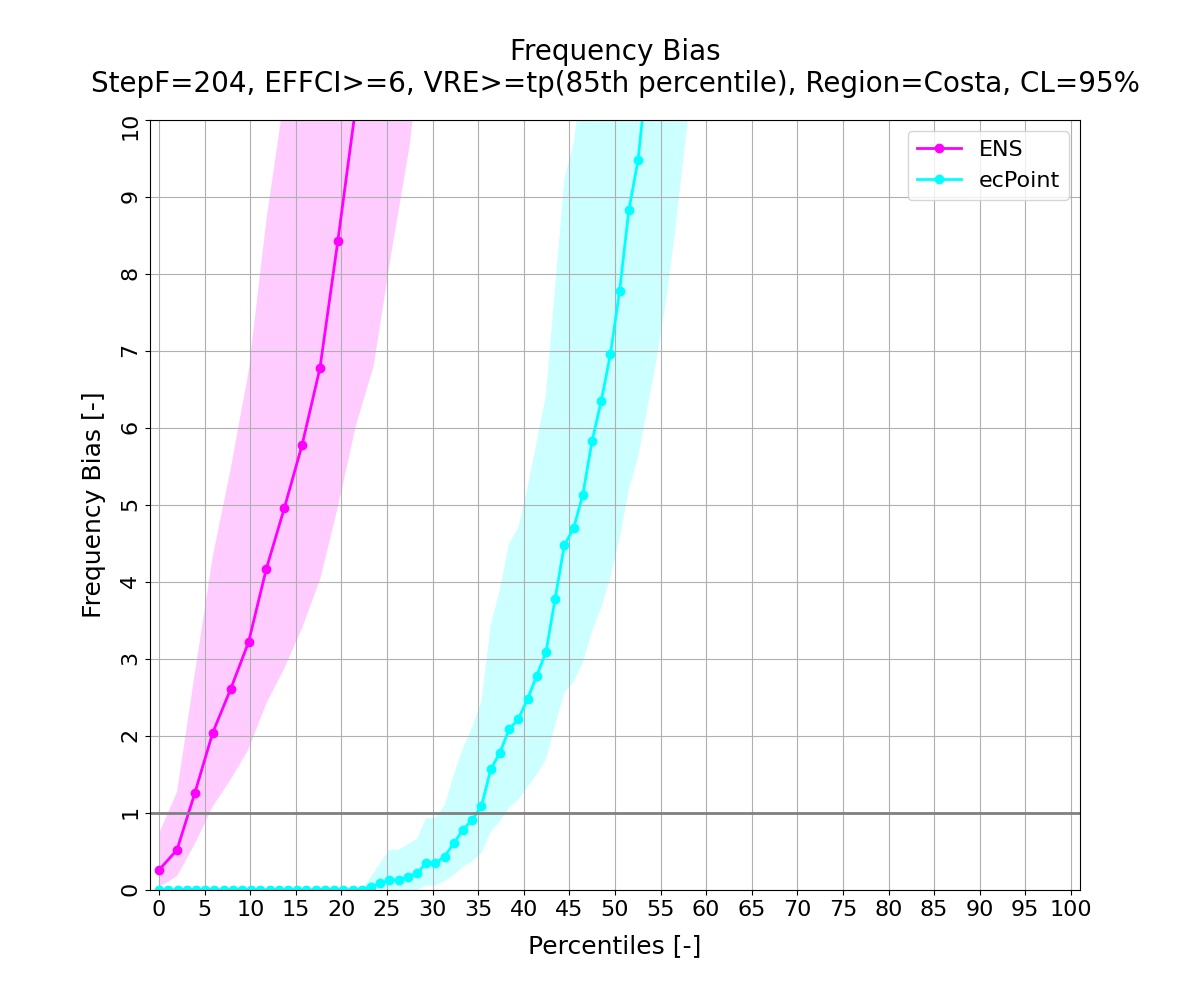 Frequency Bias
StepF=204, EFFCI>=6, VRE>=tp(85th percentile), Region=Costa, CL=95%
ENS
ecPoint
Frequency Bias [-]
10
9
8
7
6
5
4
3
2
1
0
0 5 10 15 20 25 30 35 40 45 50 55 60 65 70 75 80 85 90 95 100
Percentiles [-]